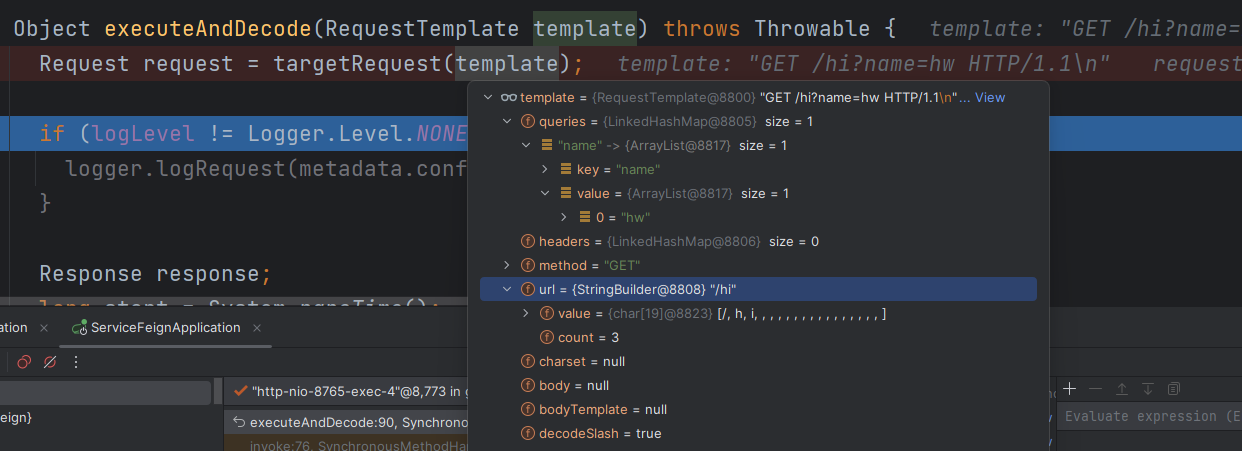 Object executeAndDecode(RequestTemplate template) throws Throwable {   template: "GET /hi?name=
Request request = targetRequest(template);   template: "GET /hi?name=hw HTTP/1.1\n"   request
template = {RequestTemplate@8800} "GET /hi?name=hw HTTP/1.1\n"... View
queries = {LinkedHashMap@8805} size = 1
if (logLevel != Logger.Level.NONE
"name" -> {ArrayList@8817} size = 1
logger.logRequest(metadata.conf
key = "name"
value = {ArrayList@8817} size = 1
}
0 = "hw"
headers = {LinkedHashMap@8806} size = 0
method = "GET"
Response response;
url = {StringBuilder@8808} "/hi"
long start = System.nanoTime();
value = {char[19]@8823} [/, h, i, , , , , , , , , , , , , , , , ]
ation × ServiceFeignApplication ×
count = 3
charset = null
"http-nio-8765-exec-4"@8,773 in g
body = null
eign}
bodyTemplate = null
Evaluate expression (E
executeAndDecode:90, Synchrono
decodeSlash = true
invoke:76, SynchronousMethodHa